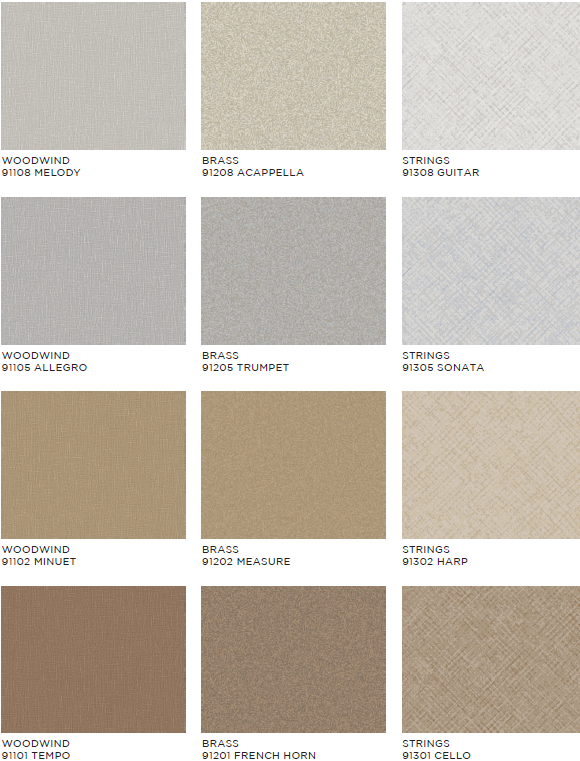 WOODWIND
91108 MELODY
BRASS
91208 ACAPPELLA
STRINGS
91308 GUITAR
WOODWIND
91105 ALLEGRO
BRASS
91205 TRUMPET
STRINGS
91305 SONATA
WOODWIND
91102 MINUET
BRASS
91202 MEASURE
STRINGS
91302 HARP
WOODWIND
91101 TEMPO
BRASS
91201 FRENCH HORN
STRINGS
91301 CELLO